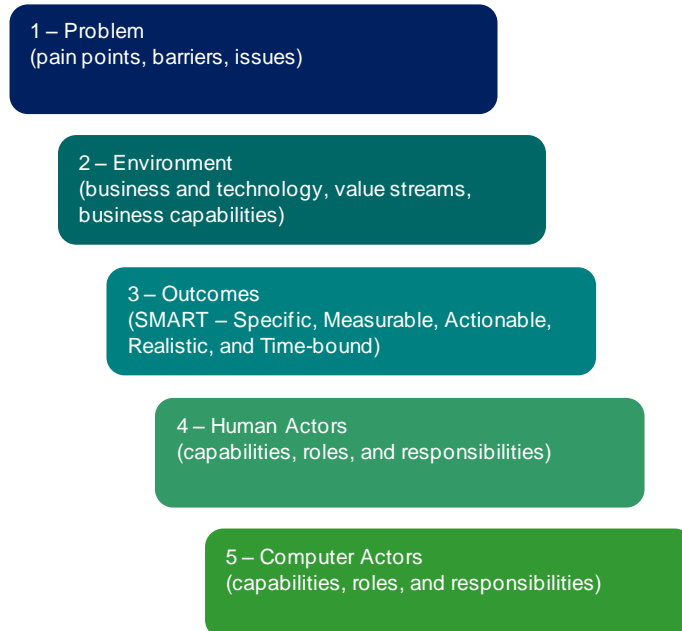 1 – Problem
(pain points, barriers, issues)
2 – Environment
(business and technology, value streams,
business capabilities)
3 – Outcomes
(SMART – Specific, Measurable, Actionable,
Realistic, and Time-bound)
4 – Human Actors
(capabilities, roles, and responsibilities)
5 – Computer Actors
(capabilities, roles, and responsibilities)